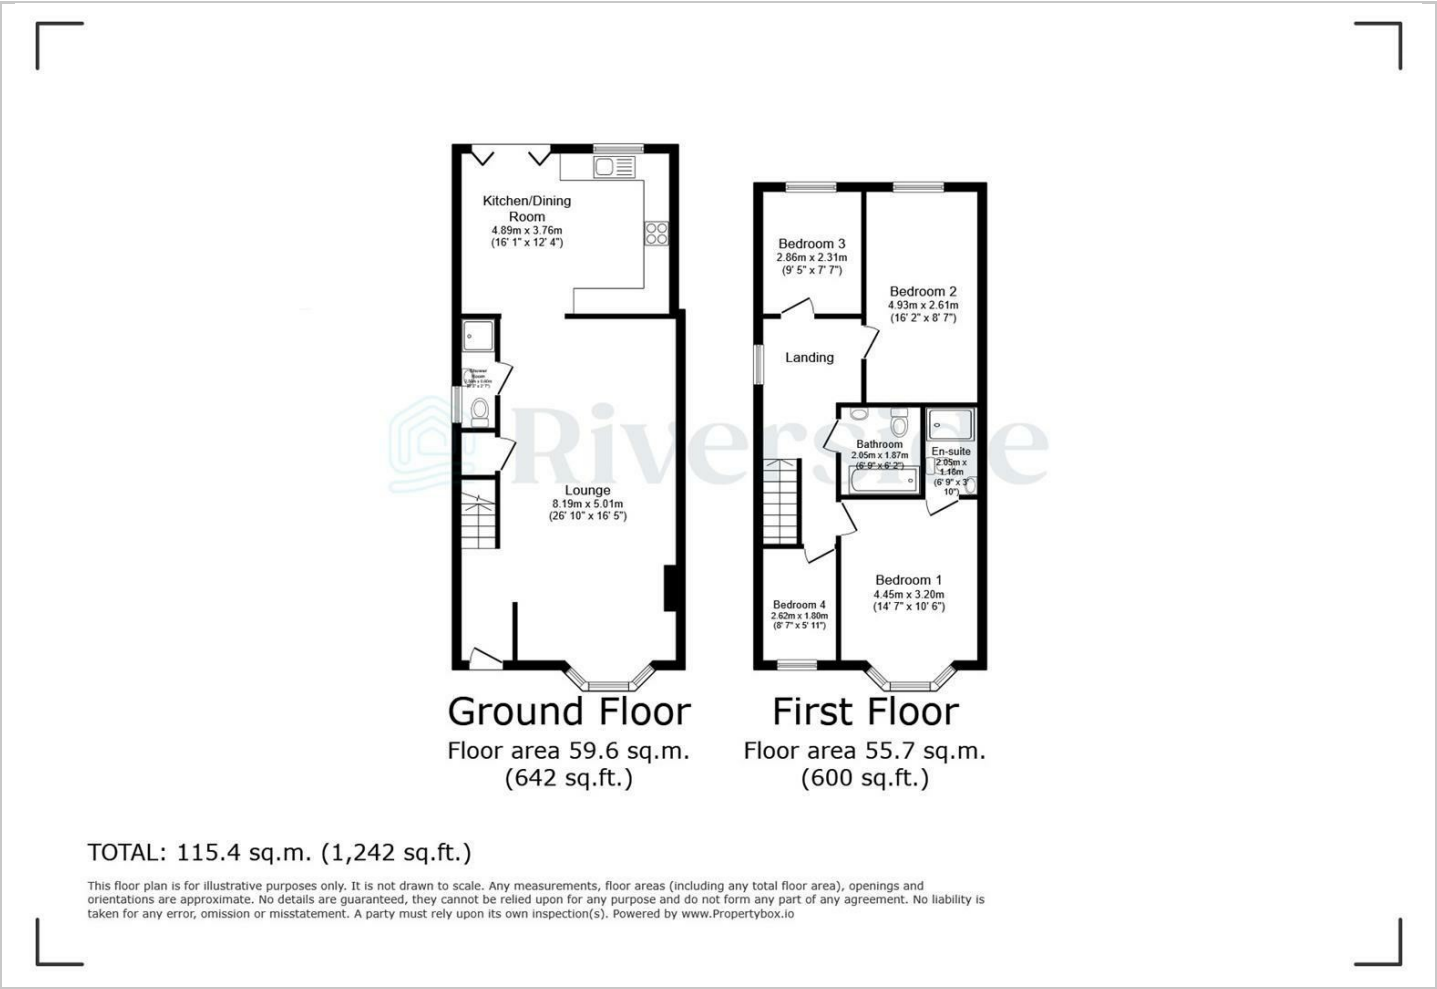 Kitchen/Dining
Room
4.89m x 3.76m
(16' 1" x 12' 4")
Shower
Room
Lounge
8.19m x 5.01m
(26' 10" x 16' 5")
Ground Floor
Floor area 59.6 sq.m.
(642 sq.ft.)
Bedroom 3
2.86m x 2.31m
(9' 5" x 7' 7")
Bedroom 2
4.93m x 2.61m
(16' 2" x 8' 7")
Landing
Bathroom
2.05m x 1.87m
(6' 9" x 6' 2")
En-suite
2.05m x
1.16m
(6' 9" x 3'
10")
Bedroom 1
4.45m x 3.20m
(14' 7" x 10' 6")
Bedroom 4
2.62m x 1.80m
(8' 7" x 5' 11")
First Floor
Floor area 55.7 sq.m.
(600 sq.ft.)
Riverside
TOTAL: 115.4 sq.m. (1,242 sq.ft.)
This floor plan is for illustrative purposes only. It is not drawn to scale. Any measurements, floor areas (including any total floor area), openings and
orientations are approximate. No details are guaranteed, they cannot be relied upon for any purpose and do not form any part of any agreement. No liability is
taken for any error, omission or misstatement. A party must rely upon its own inspection(s). Powered by www.Propertybox.io